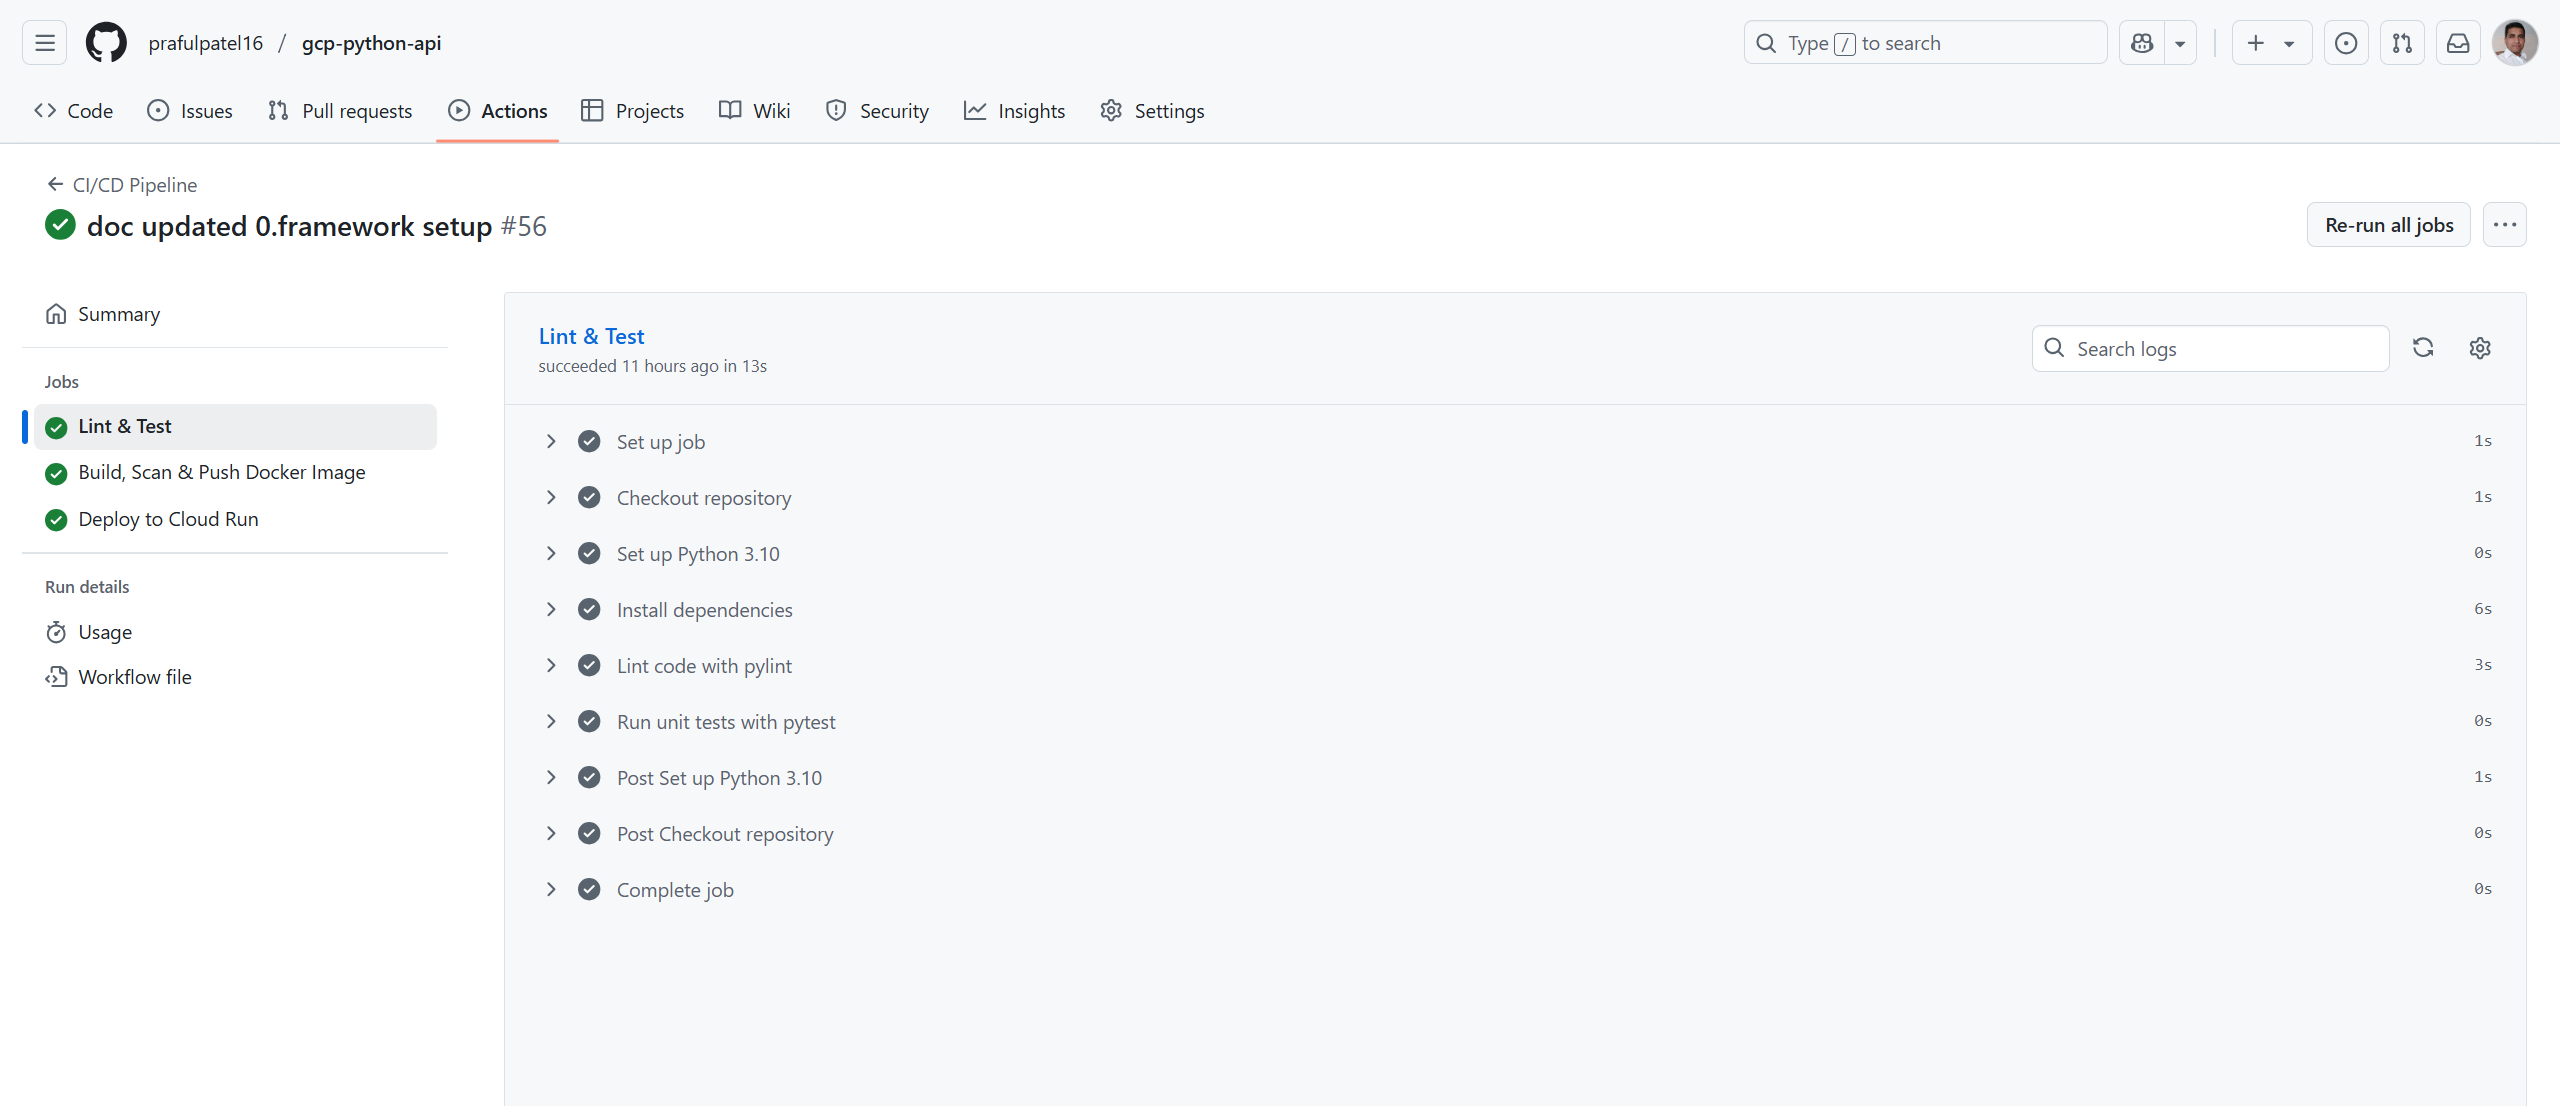 prafulpatel16 / gcp-python-api
Type / to search
Code Issues Pull requests Actions Projects Wiki Security Insights Settings
CI/CD Pipeline
doc updated 0.framework setup #56
Re-run all jobs
Summary
Jobs
Lint & Test
Build, Scan & Push Docker Image
Deploy to Cloud Run
Run details
Usage
Workflow file
Lint & Test
succeeded 11 hours ago in 13s
Search logs
Set up job 1s
Checkout repository 1s
Set up Python 3.10 0s
Install dependencies 6s
Lint code with pylint 3s
Run unit tests with pytest 0s
Post Set up Python 3.10 1s
Post Checkout repository 0s
Complete job 0s